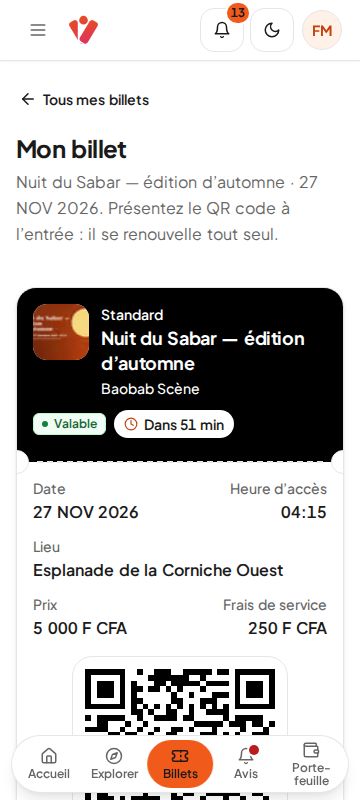 13
FM
Tous mes billets
Mon billet
Nuit du Sabar — édition d’automne · 27
NOV 2026. Présentez le QR code à
l’entrée : il se renouvelle tout seul.
Standard
Nuit du Sabar — édition
d’automne
Baobab Scène
Valable
Dans 51 min
Date
Heure d’accès
27 NOV 2026
04:15
Lieu
Esplanade de la Corniche Ouest
Prix
Frais de service
5 000 F CFA
250 F CFA
Accueil
Explorer
Billets
Avis
Porte-
feuille